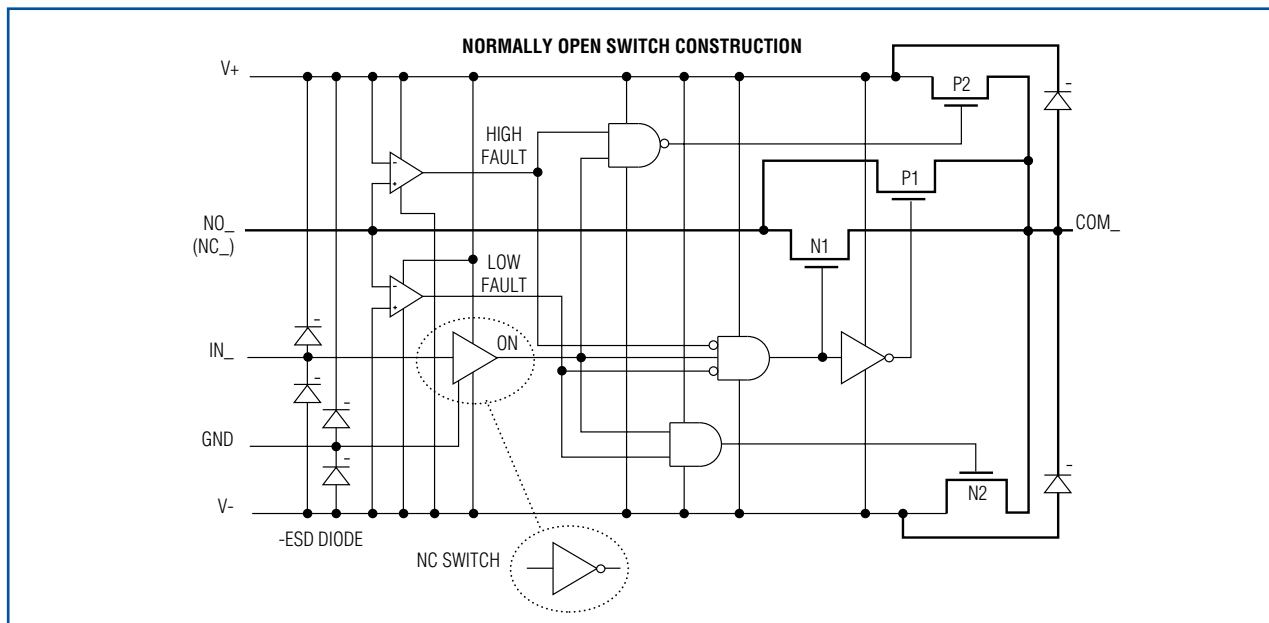 NORMALLY OPEN SWITCH CONSTRUCTION
V+
P2
HIGH
FAULT
P1
NO_
(NC_)
COM_
N1
LOW
FAULT
IN_
ON
GND
N2
V-
-ESD DIODE
NC SWITCH